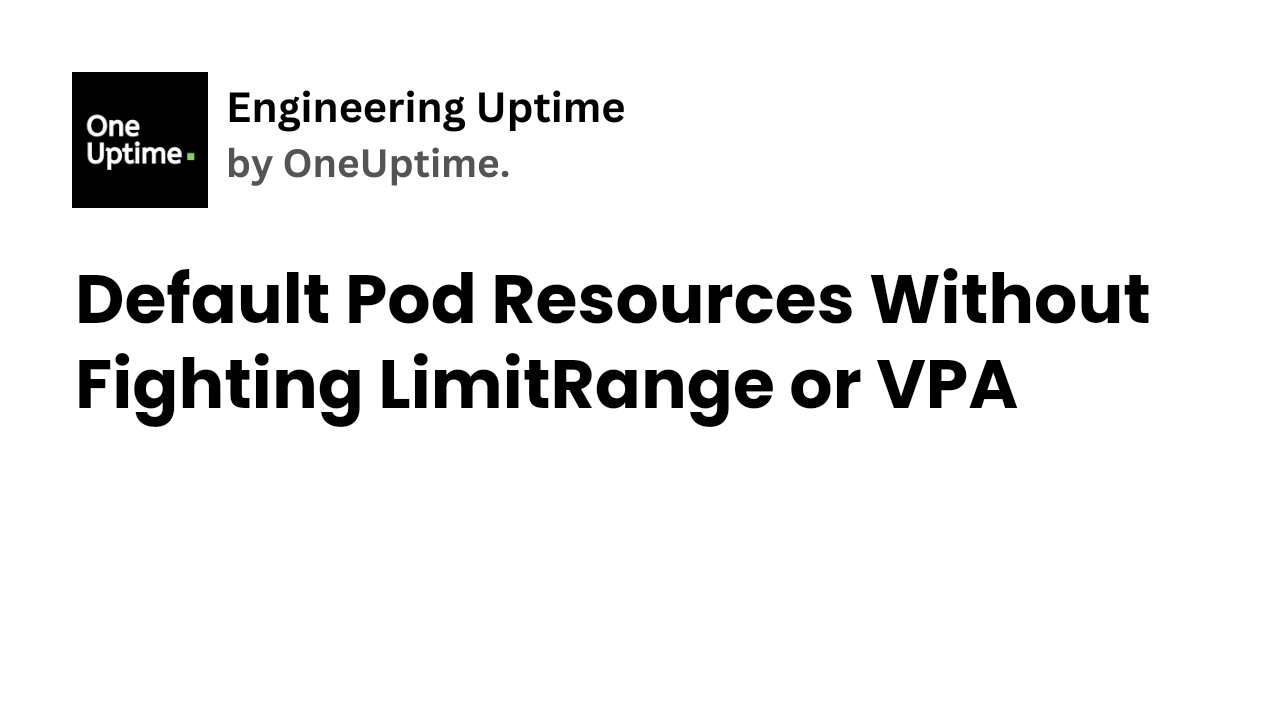 One
Uptime
Engineering Uptime
by OneUptime.
Default Pod Resources Without
Fighting LimitRange or VPA